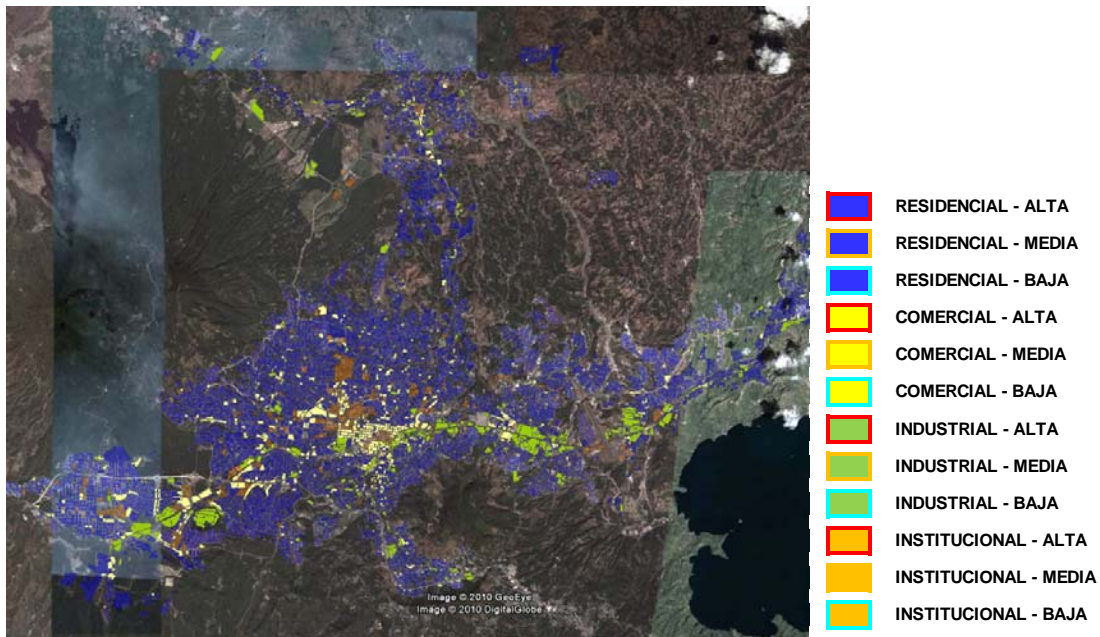 RESIDENCIAL - ALTA
RESIDENCIAL - MEDIA
RESIDENCIAL - BAJA
COMERCIAL - ALTA
COMERCIAL - MEDIA
COMERCIAL - BAJA
INDUSTRIAL - ALTA
INDUSTRIAL - MEDIA
INDUSTRIAL - BAJA
INSTITUCIONAL - ALTA
INSTITUCIONAL - MEDIA
INSTITUCIONAL - BAJA
Image © 2010 GeoEye
Image © 2010 DigitalGlobe